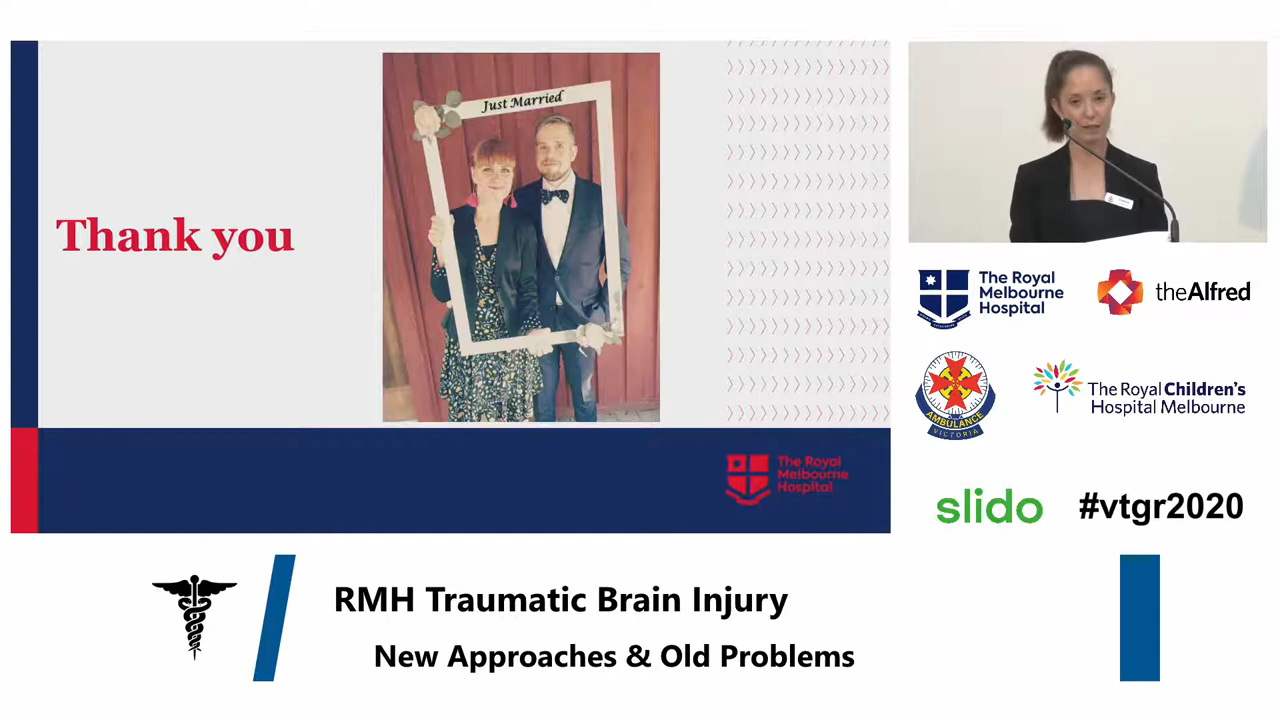 Thank you
Just Married
The Royal
Melbourne
Hospital
The Royal
Melbourne
Hospital
theAlfred
AMBULANCE
VICTORIA
The Royal Children's
Hospital Melbourne
slido
#vtgr2020
RMH Traumatic Brain Injury
New Approaches & Old Problems